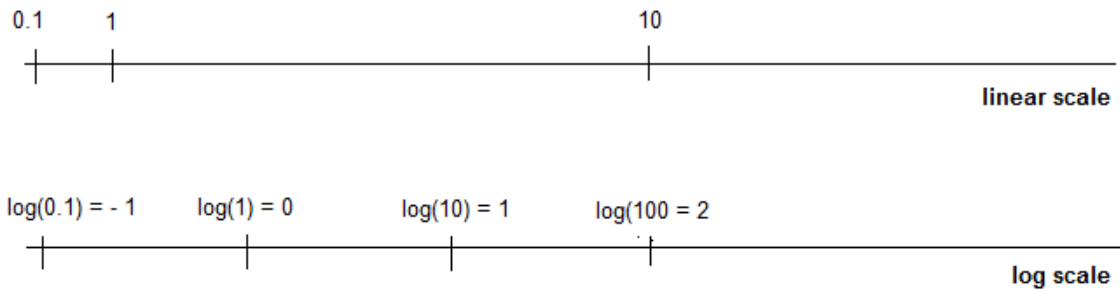 0.1 1 10
linear scale
log(0.1) = - 1 log(1) = 0 log(10) = 1 log(100 = 2
log scale